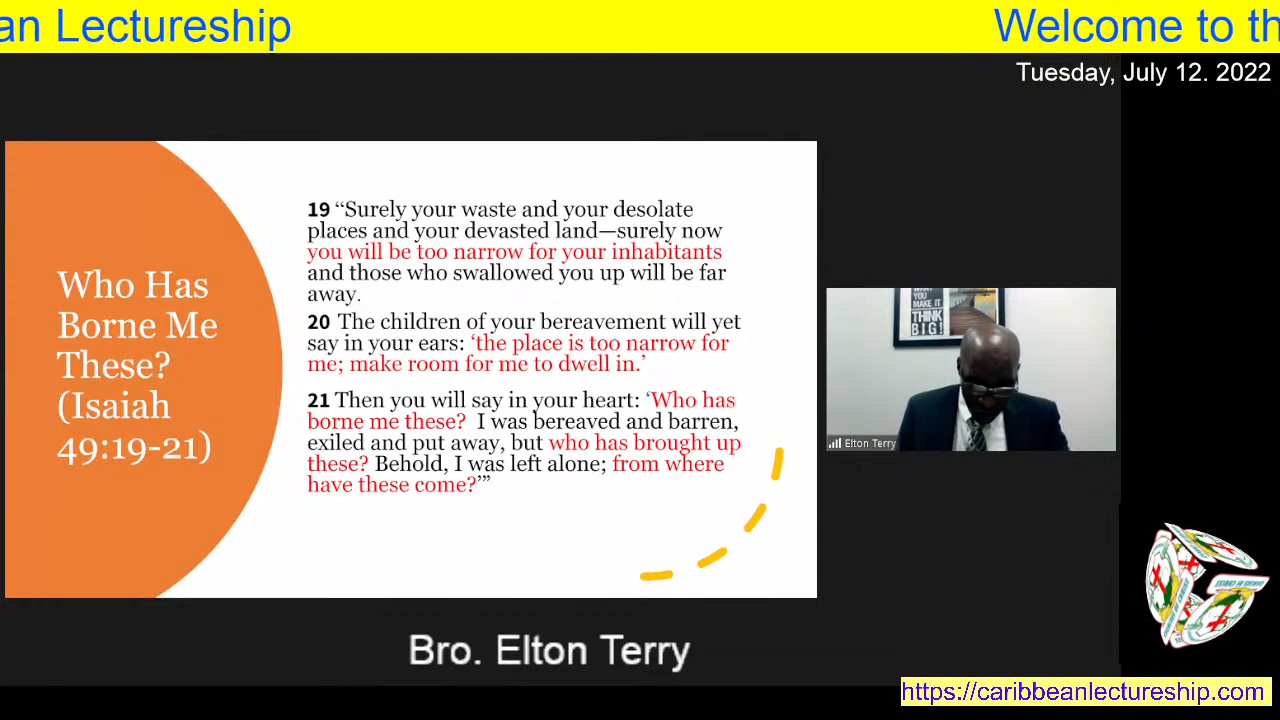 an Lectureship
Welcome to th
Tuesday, July 12. 2022
Who Has
Borne Me
These?
(Isaiah
49:19-21)
19 “Surely your waste and your desolate
places and your devasted land—surely now
you will be too narrow for your inhabitants
and those who swallowed you up will be far
away.
20 The children of your bereavement will yet
say in your ears: ‘the place is too narrow for
me; make room for me to dwell in.’
21 Then you will say in your heart: ‘Who has
borne me these? I was bereaved and barren,
exiled and put away, but who has brought up
these? Behold, I was left alone; from where
have these come?’”
YOU
MAKE IT
THINK
BIG!
Elton Terry
Bro. Elton Terry
https://caribbeanlectureship.com